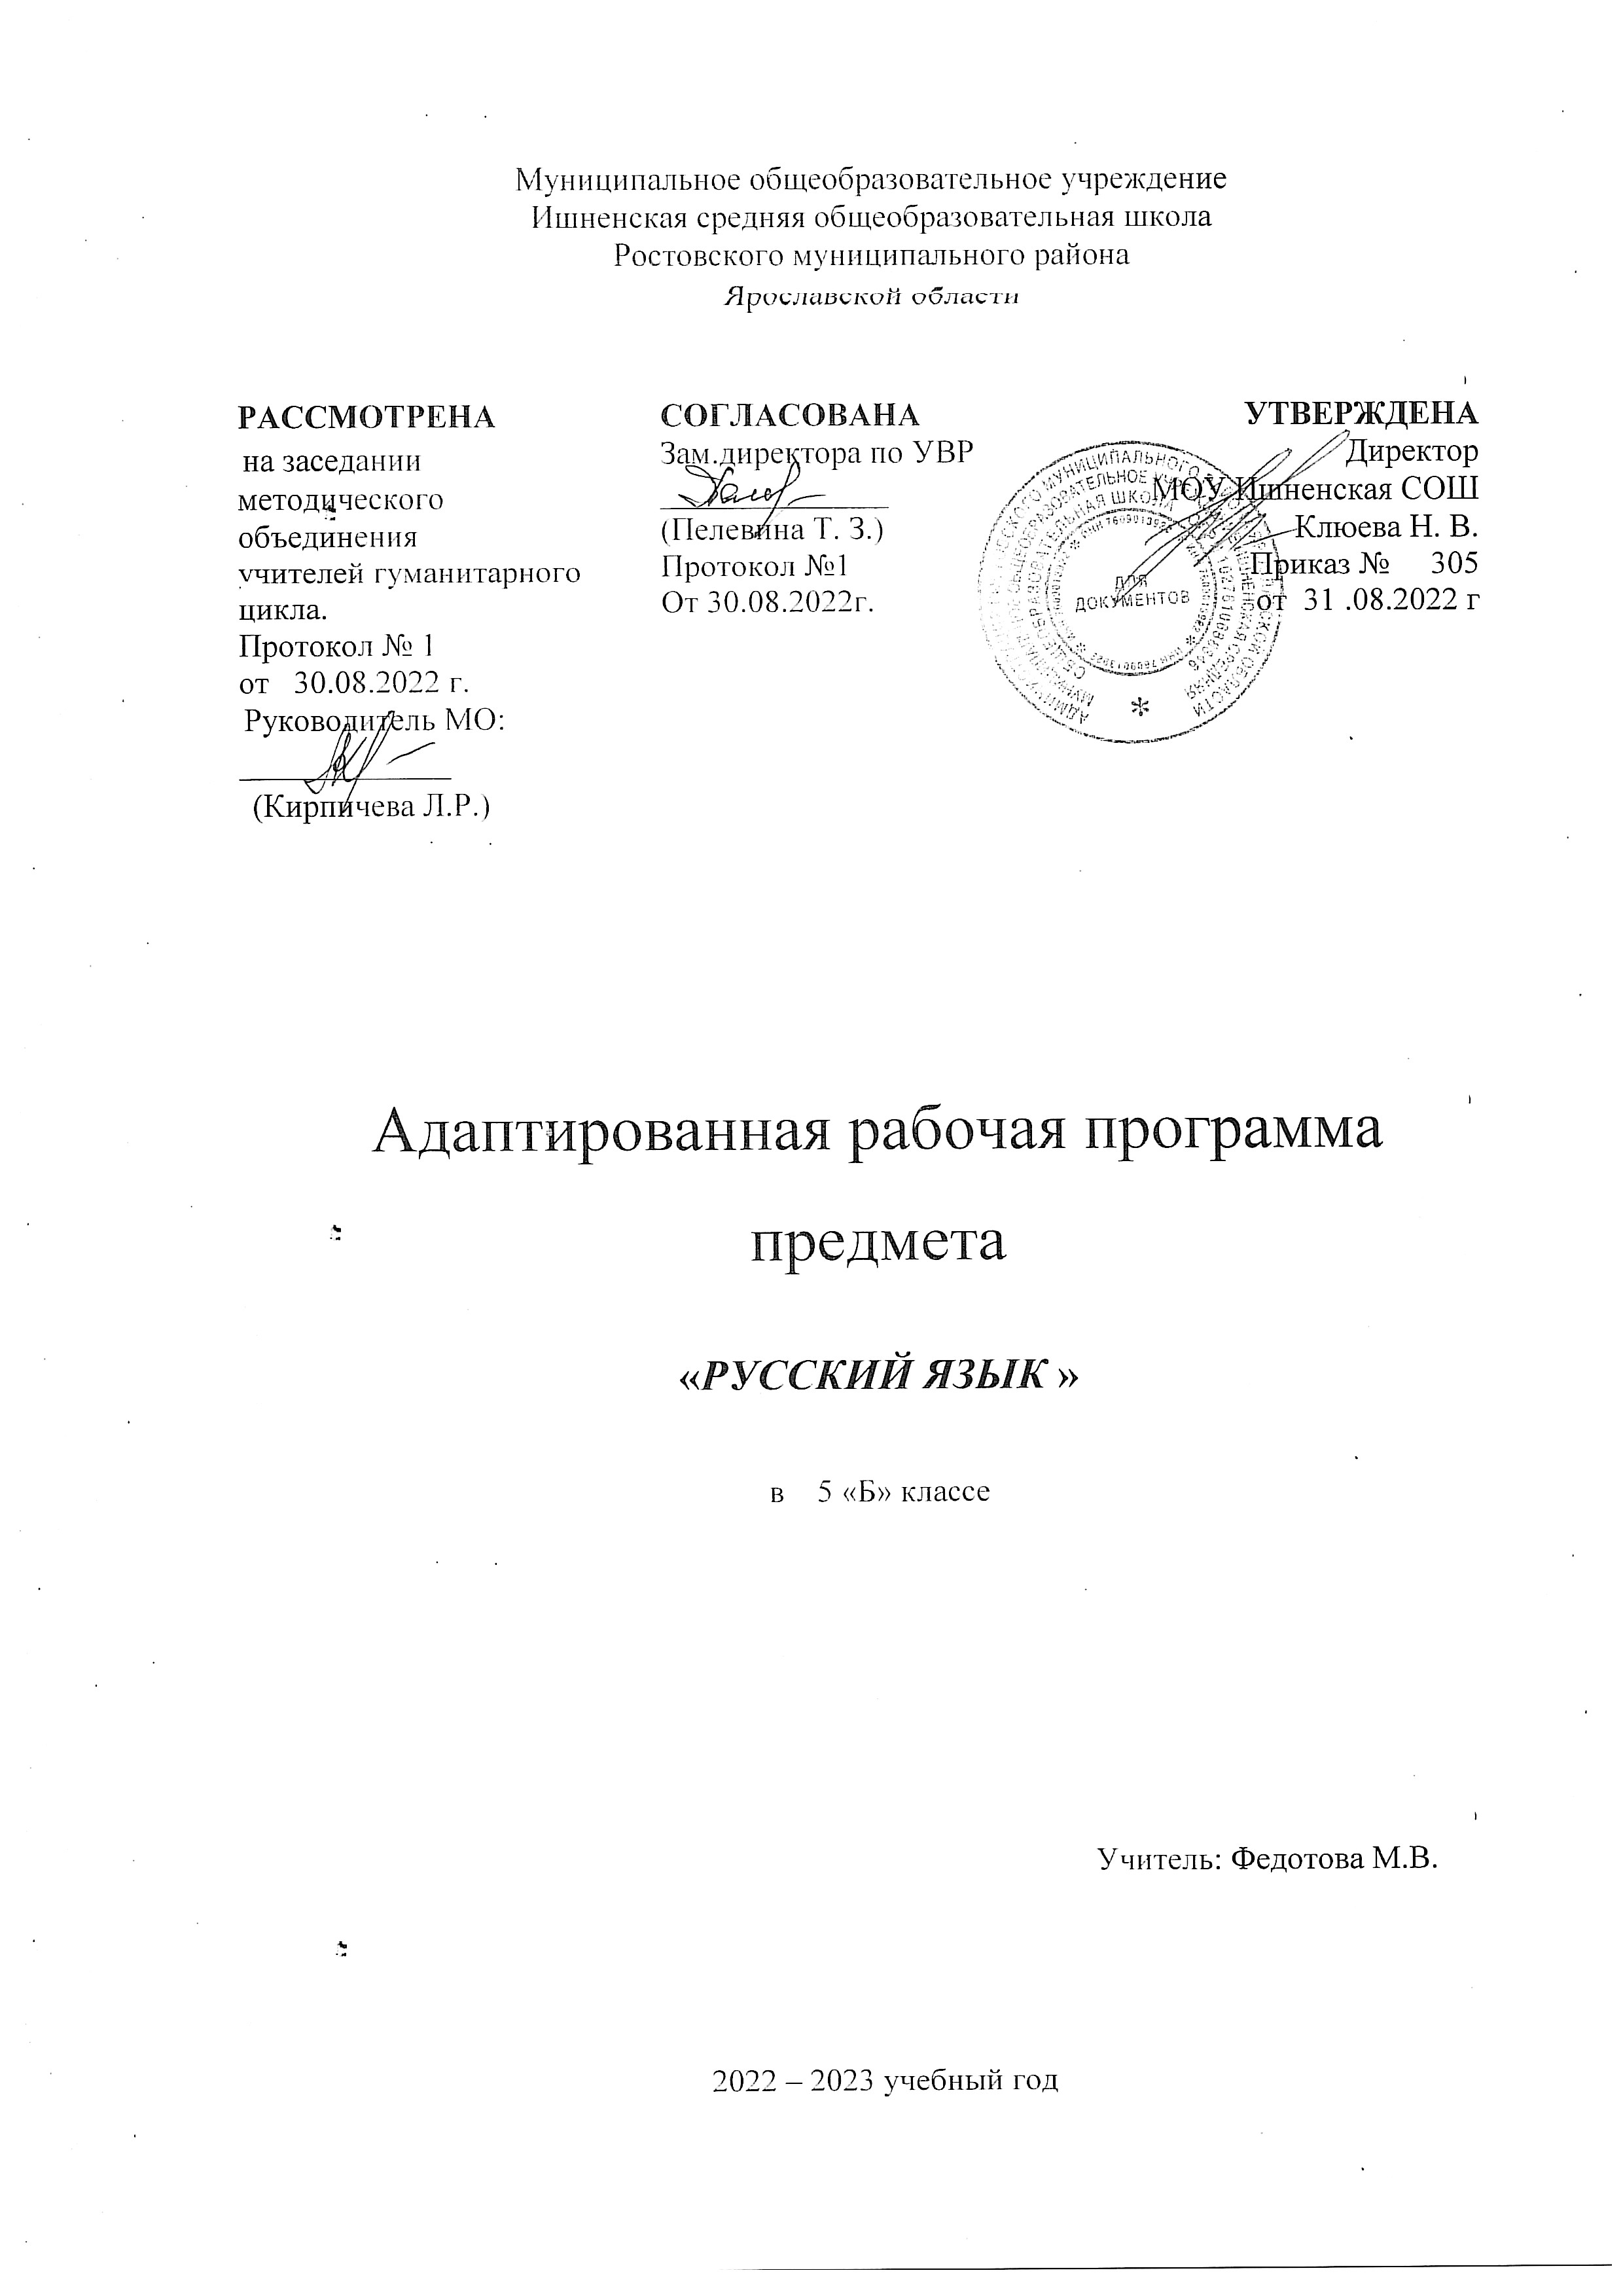 Муниципальное общеобразовательное учреждение
Ишненская средняя общеобразовательная школа
Ростовского муниципального района
Ярославской области
РАССМОТРЕНА
на заседании
методического
объединения
учителей гуманитарного
цикла.
Протокол № 1
от 30.08.2022 г.
Руководитель МО:
(Кирпичева Л.Р.)
СОГЛАСОВАНА
Зам.директора по УВР
(Пелевина Т. З.)
Протокол №1
От 30.08.2022г.
УТВЕРЖДЕНА
Директор
МОУ Ишненская СОШ
Клюева Н. В.
Приказ № 305
от 31 .08.2022 г
ДЛЯ
ДОКУМЕНТОВ
Адаптированная рабочая программа
предмета
«РУССКИЙ ЯЗЫК »
в 5 «Б» классе
Учитель: Федотова М.В.
2022 – 2023 учебный год